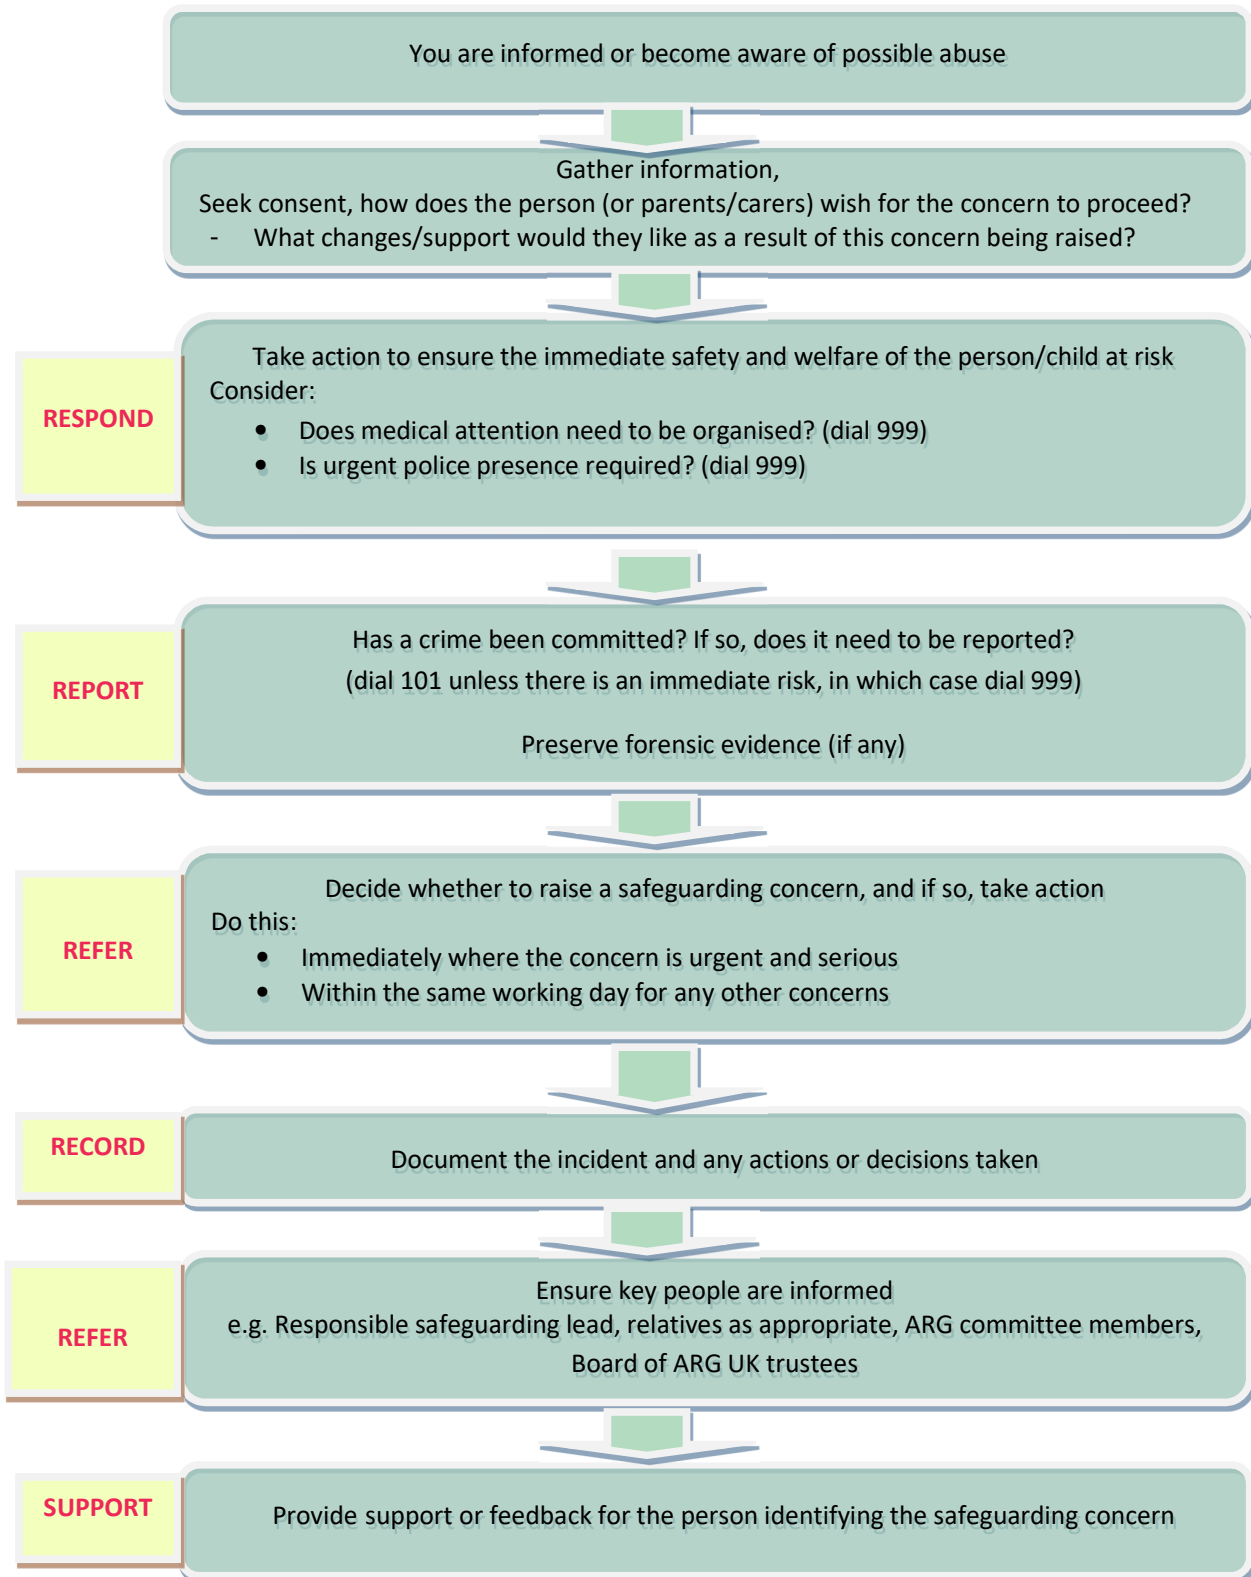 You are informed or become aware of possible abuse
Gather information,
Seek consent, how does the person (or parents/carers) wish for the concern to proceed?
- What changes/support would they like as a result of this concern being raised?
RESPOND
Take action to ensure the immediate safety and welfare of the person/child at risk
Consider:
• Does medical attention need to be organised? (dial 999)
• Is urgent police presence required? (dial 999)
REPORT
Has a crime been committed? If so, does it need to be reported?
(dial 101 unless there is an immediate risk, in which case dial 999)
Preserve forensic evidence (if any)
REFER
Decide whether to raise a safeguarding concern, and if so, take action
Do this:
• Immediately where the concern is urgent and serious
• Within the same working day for any other concerns
RECORD
Document the incident and any actions or decisions taken
REFER
Ensure key people are informed
e.g. Responsible safeguarding lead, relatives as appropriate, ARG committee members,
Board of ARG UK trustees
SUPPORT
Provide support or feedback for the person identifying the safeguarding concern